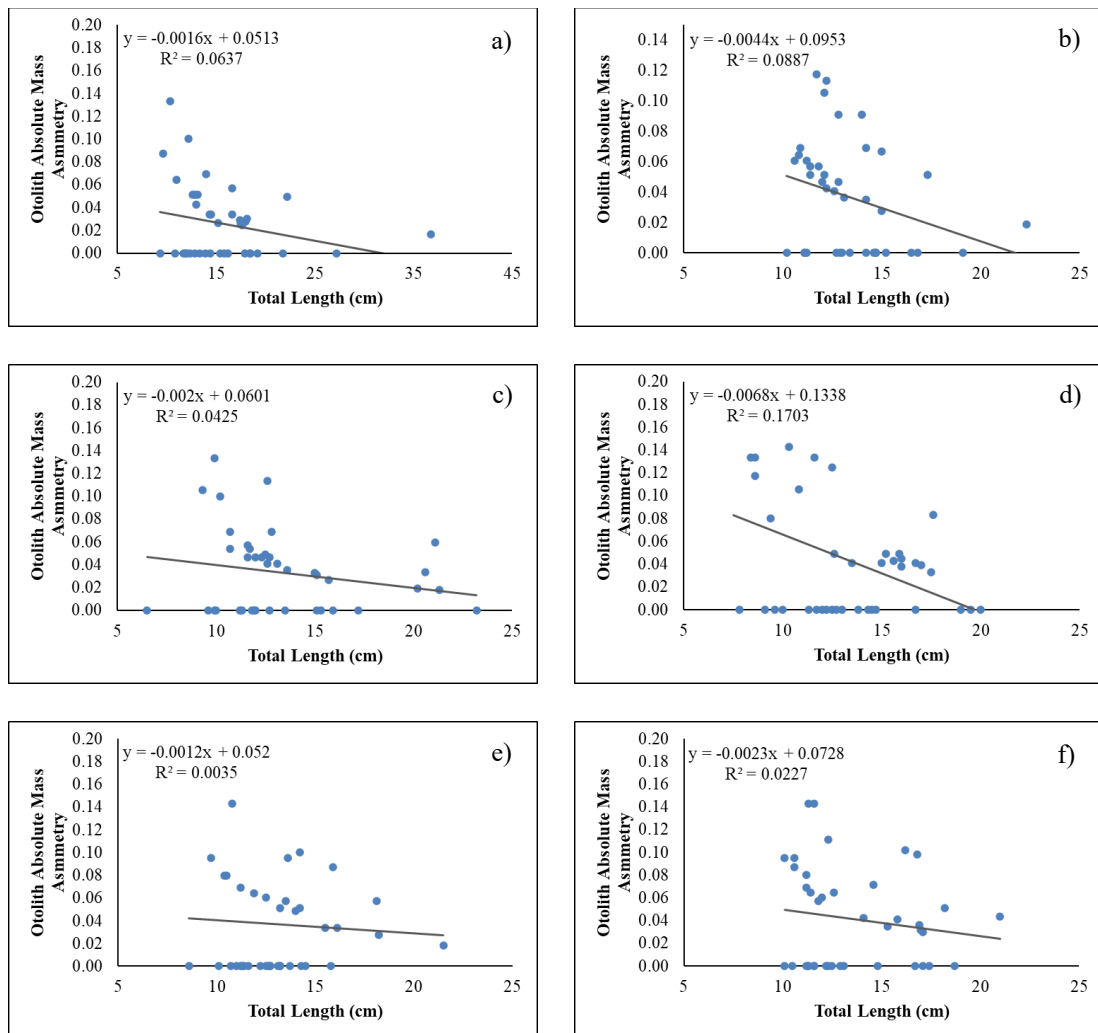 a)
y = -0.0016x + 0.0513
R² = 0.0637
Otolith Absolute Mass
Asmmetry
0.20
0.18
0.16
0.14
0.12
0.10
0.08
0.06
0.04
0.02
0.00
5 15 25 35 45
Total Length (cm)
b)
y = -0.0044x + 0.0953
R² = 0.0887
Otolith Absolute Mass
Asmmetry
0.14
0.12
0.10
0.08
0.06
0.04
0.02
0.00
5 10 15 20 25
Total Length (cm)
c)
y = -0.002x + 0.0601
R² = 0.0425
Otolith Absolute Mass
Asmmetry
0.20
0.18
0.16
0.14
0.12
0.10
0.08
0.06
0.04
0.02
0.00
5 10 15 20 25
Total Length (cm)
d)
y = -0.0068x + 0.1338
R² = 0.1703
Otolith Absolute Mass
Asmmetry
0.20
0.18
0.16
0.14
0.12
0.10
0.08
0.06
0.04
0.02
0.00
5 10 15 20 25
Total Length (cm)
e)
y = -0.0012x + 0.052
R² = 0.0035
Otolith Absolute Mass
Asmmetry
0.20
0.18
0.16
0.14
0.12
0.10
0.08
0.06
0.04
0.02
0.00
5 10 15 20 25
Total Length (cm)
f)
y = -0.0023x + 0.0728
R² = 0.0227
Otolith Absolute Mass
Asmmetry
0.20
0.18
0.16
0.14
0.12
0.10
0.08
0.06
0.04
0.02
0.00
5 10 15 20 25
Total Length (cm)